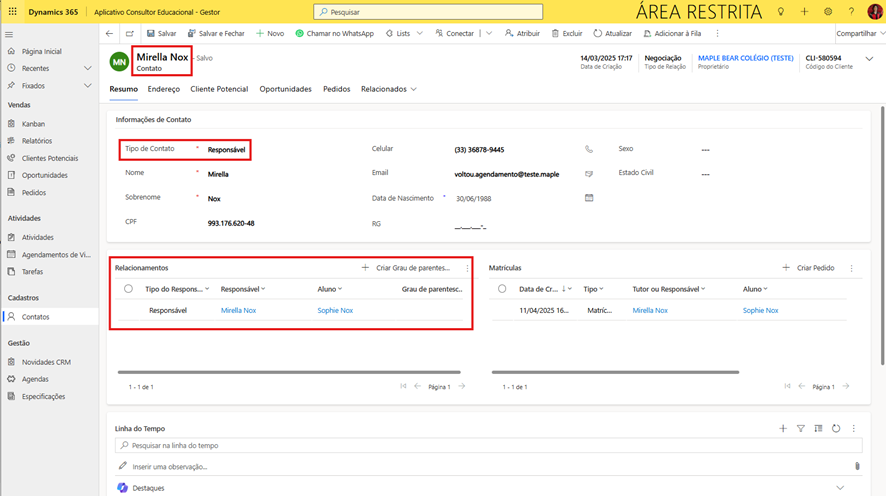 Dynamics 365 Aplicativo Consultor Educacional - Gestor Pesquisar ÁREA RESTRITA
Salvar Salvar e Fechar Novo Chamar no WhatsApp Lists Conectar Atribuir Excluir Atualizar Adicionar à Fila Compartilhar
Página Inicial
Recentes
Fixados
Vendas
Kanban
Relatórios
Clientes Potenciais
Oportunidades
Pedidos
Atividades
Atividades
Agendamentos de Vi...
Tarefas
Cadastros
Contatos
Gestão
Novidades CRM
Agendas
Especificações
MN
Mirella Nox - Salvo
Contato
14/03/2025 17:17
Data de Criação
Negociação
Tipo de Relação
MAPLE BEAR COLÉGIO (TESTE)
Proprietário
CLI-580594
Código do Cliente
Resumo Endereço Cliente Potencial Oportunidades Pedidos Relacionados
Informações de Contato
Tipo de Contato * Responsável
Nome * Mirella
Sobrenome * Nox
CPF 993.176.620-48
Celular (33) 36878-9445
Email voltou.agendamento@teste.maple
Data de Nascimento * 30/06/1988
RG __.___.___-_
Sexo ---
Estado Civil ---
Relacionamentos + Criar Grau de parentes...
Tipo do Respons... Responsável Aluno Grau de parentesc..
Responsável Mirella Nox Sophie Nox
1 - 1 de 1 Página 1
Matrículas + Criar Pedido
Data de Cr... Tipo Tutor ou Responsável Aluno
11/04/2025 16... Matríc... Mirella Nox Sophie Nox
1 - 1 de 1 Página 1
Linha do Tempo
Pesquisar na linha do tempo
Inserir uma observação...
Destaques